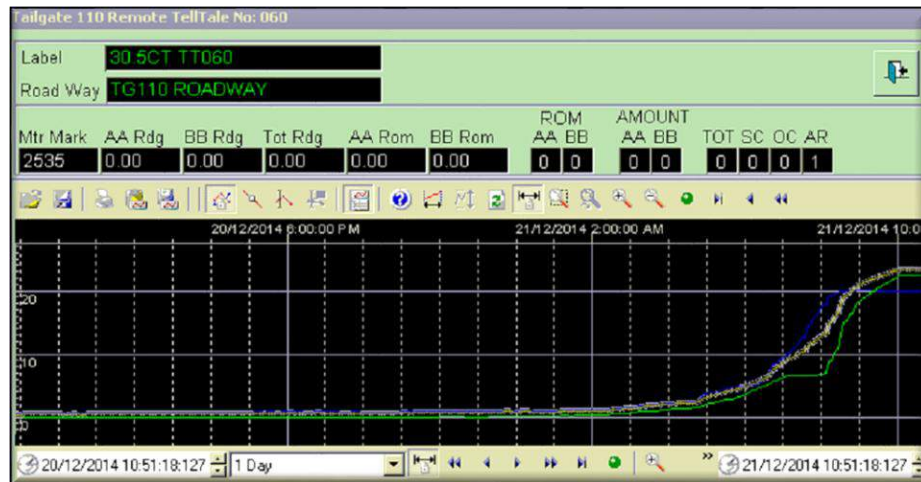 Tailgate 110 Remote TellTale No: 060
Label 30.5CT TT060
Road Way TG110 ROADWAY
ROM AMOUNT
Mtr Mark AA Rdg BB Rdg Tot Rdg AA Rom BB Rom AA BB AA BB TOT SC OC AR
2535 0.00 0.00 0.00 0.00 0.00 0 0 0 0 0 0 0 1
20/12/2014 6:00:00 PM 21/12/2014 2:00:00 AM 21/12/2014 10:0
20
10
0
20/12/2014 10:51:18:127 1 Day 21/12/2014 10:51:18:127